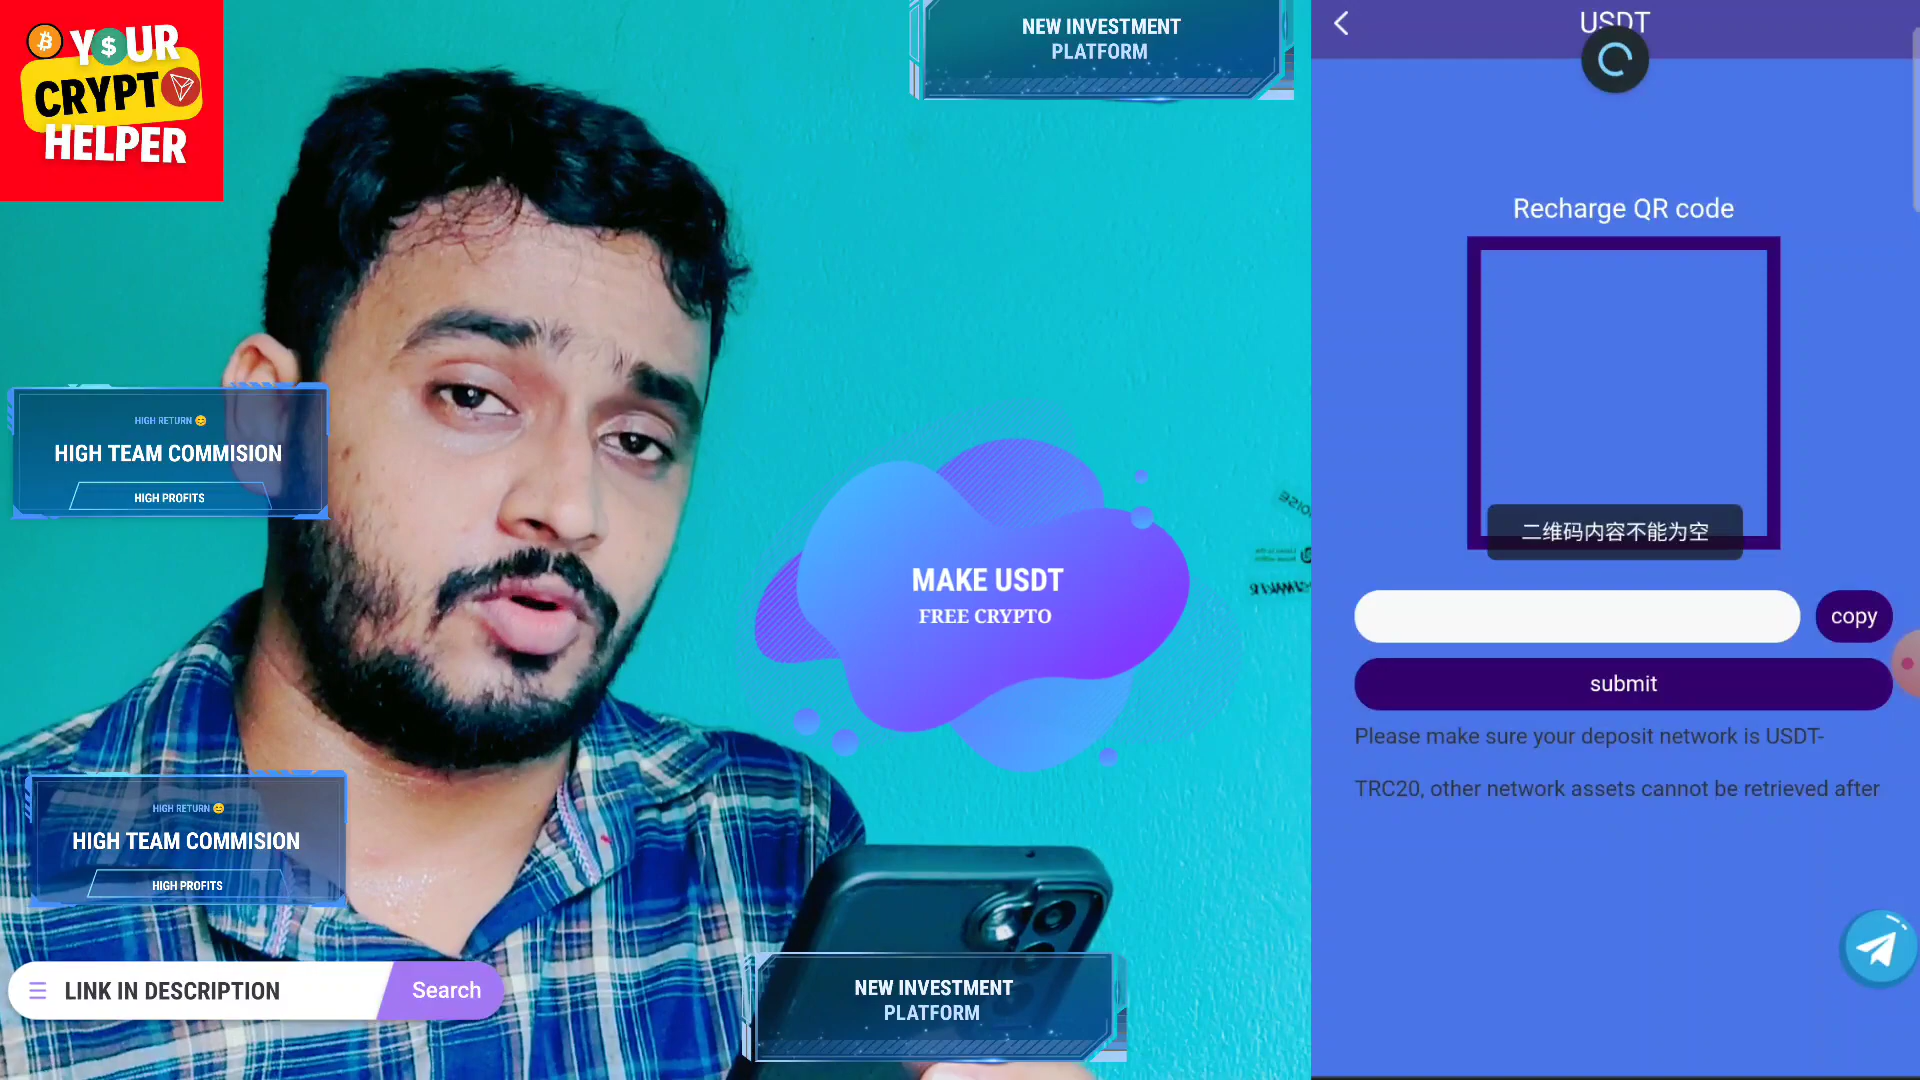 YOUR
CRYPTO
HELPER
NEW INVESTMENT
PLATFORM
HIGH RETURN 😊
HIGH TEAM COMMISION
HIGH PROFITS
MAKE USDT
FREE CRYPTO
HIGH RETURN 😊
HIGH TEAM COMMISION
HIGH PROFITS
LINK IN DESCRIPTION
Search
NEW INVESTMENT
PLATFORM
USDT
Recharge QR code
二维码内容不能为空
copy
submit
Please make sure your deposit network is USDT-
TRC20, other network assets cannot be retrieved after